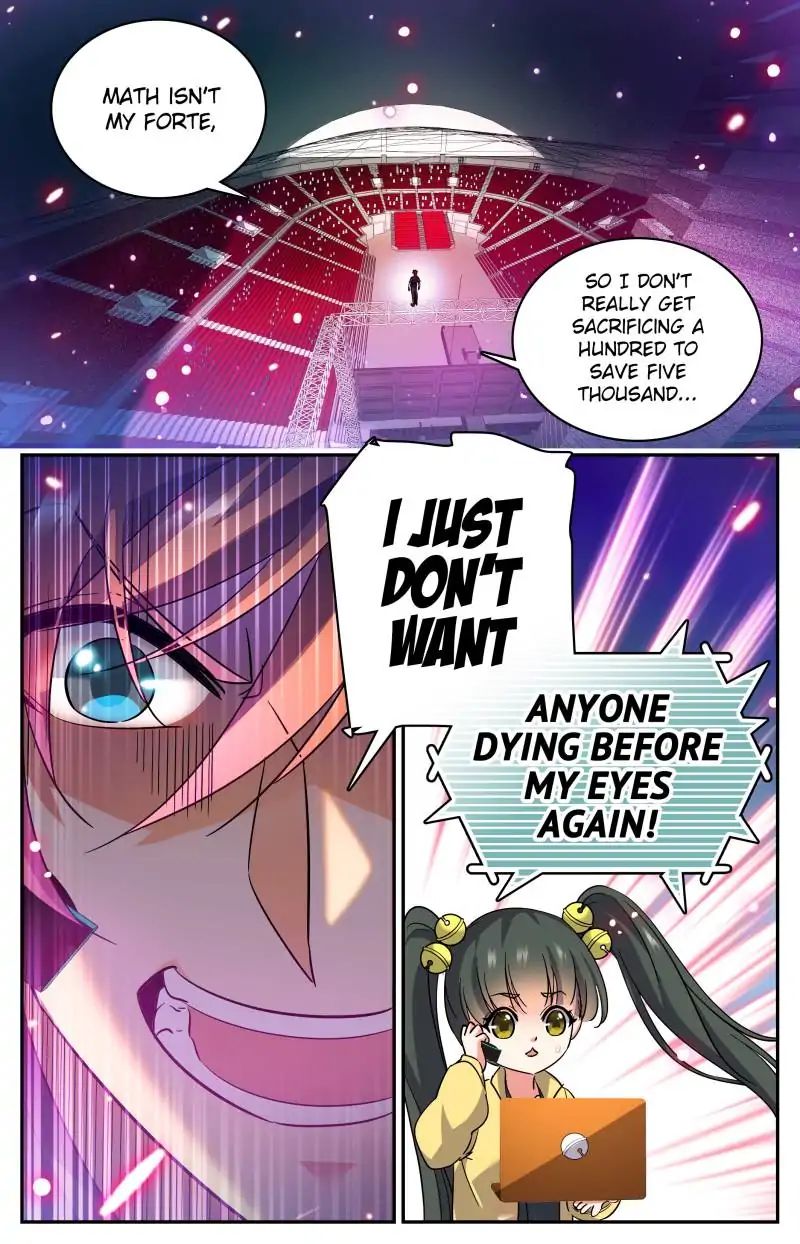 MATH ISN'T
MY FORTE,
SO I DON'T
REALLY GET
SACRIFICING A
HUNDRED TO
SAVE FIVE
THOUSAND...
I JUST
DON'T
WANT
ANYONE
DYING BEFORE
MY EYES
AGAIN!